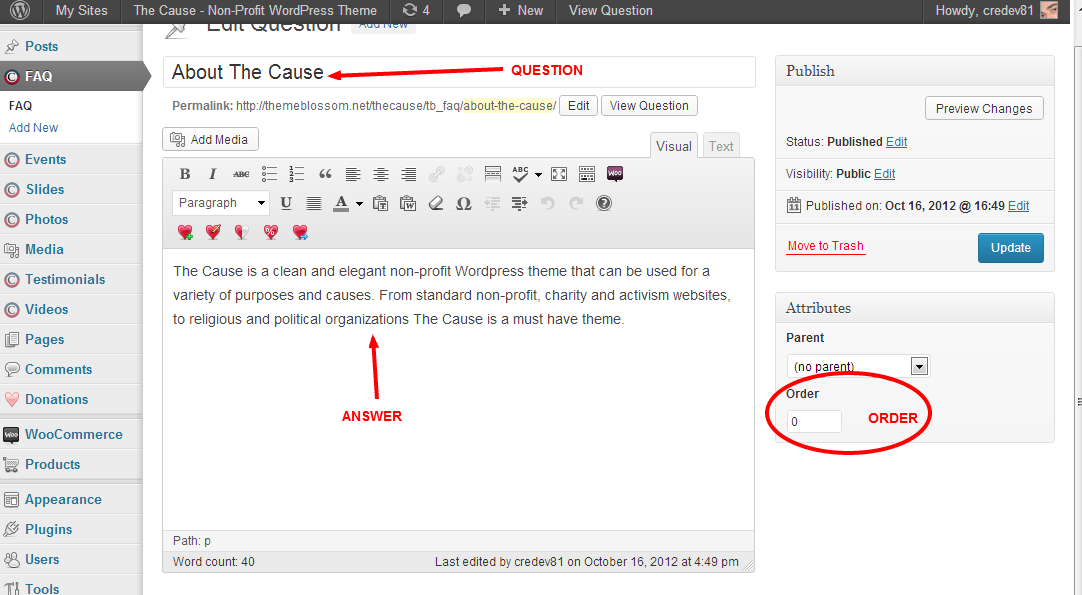 My Sites The Cause - Non-Profit WordPress Theme 4 New View Question Howdy, credev81
Edit Question Add New
Posts
FAQ
FAQ
Add New
Events
Slides
Photos
Media
Testimonials
Videos
Pages
Comments
Donations
WooCommerce
Products
Appearance
Plugins
Users
Tools
About The Cause QUESTION
Permalink: http://themeblossom.net/thecause/tb_faq/about-the-cause/ Edit View Question
Add Media
Visual Text
B I ABC ABC WOO
Paragraph U A T W Ω ?
The Cause is a clean and elegant non-profit Wordpress theme that can be used for a
variety of purposes and causes. From standard non-profit, charity and activism websites,
to religious and political organizations The Cause is a must have theme.
ANSWER
Path: p
Word count: 40 Last edited by credev81 on October 16, 2012 at 4:49 pm
Publish
Preview Changes
Status: Published Edit
Visibility: Public Edit
Published on: Oct 16, 2012 @ 16:49 Edit
Move to Trash Update
Attributes
Parent
(no parent)
Order
0 ORDER